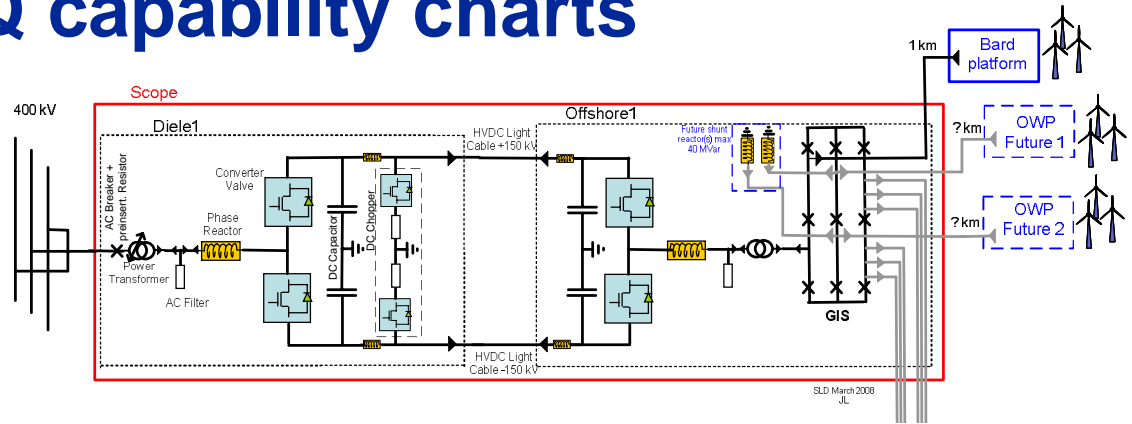 Q capability charts
1 km
Bard
platform
Scope
400 kV
Diele1
Offshore1
HVDC Light
Cable +150 kV
Future shunt
reactor(s) max
40 MVar
?km
OWP
Future 1
AC Breaker +
preinsert. Resistor
Converter
Valve
Phase
Reactor
DC Capacitor
DC Chopper
?km
OWP
Future 2
Power
Transformer
AC Filter
GIS
HVDC Light
Cable -150 kV
SLD March 2008
JL